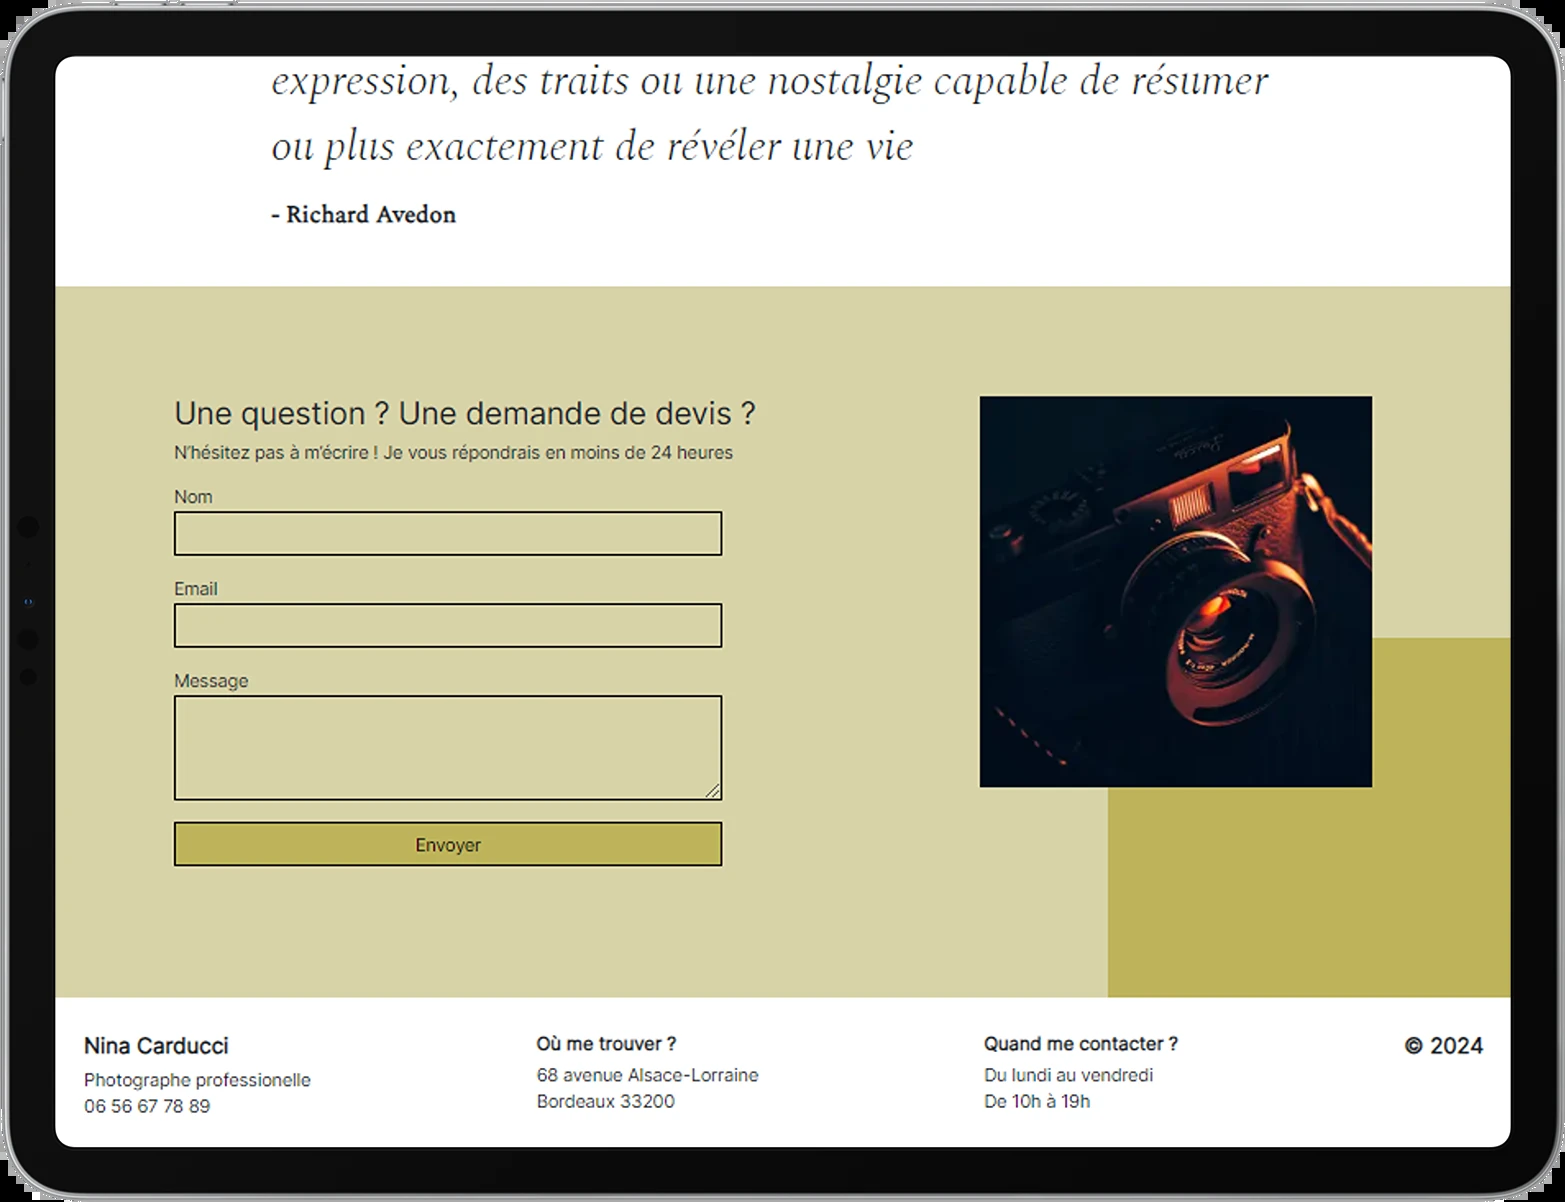 expression, des traits ou une nostalgie capable de résumer
ou plus exactement de révéler une vie
- Richard Avedon
Une question ? Une demande de devis ?
N'hésitez pas à m'écrire ! Je vous répondrais en moins de 24 heures
Nom
Email
Message
Envoyer
Nina Carducci
Photographe professionelle
06 56 67 78 89
Où me trouver ?
68 avenue Alsace-Lorraine
Bordeaux 33200
Quand me contacter ?
Du lundi au vendredi
De 10h à 19h
© 2024